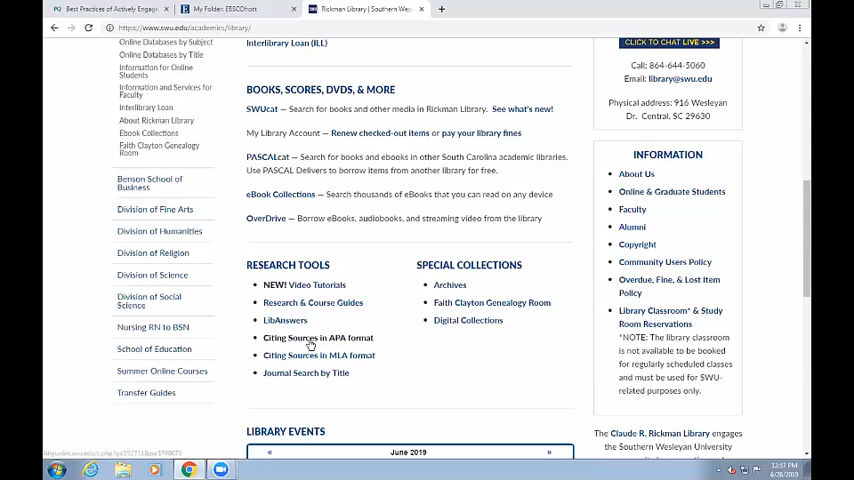 Best Practices of Actively Engag
My Folder: EBSCOhost
Rickman Library | Southern Wes
https://www.swu.edu/academics/library/
Online Databases by Subject
Online Databases by Title
Information for Online
Students
Information and Services for
Faculty
Interlibrary Loan
About Rickman Library
Ebook Collections
Faith Clayton Genealogy
Room
Benson School of
Business
Division of Fine Arts
Division of Humanities
Division of Religion
Division of Science
Division of Social
Science
Nursing RN to BSN
School of Education
Summer Online Courses
Transfer Guides
Interlibrary Loan (ILL)
BOOKS, SCORES, DVDS, & MORE
SWUcat — Search for books and other media in Rickman Library. See what's new!
My Library Account — Renew checked-out items or pay your library fines
PASCALcat — Search for books and ebooks in other South Carolina academic libraries.
Use PASCAL Delivers to borrow items from another library for free.
eBook Collections — Search thousands of eBooks that you can read on any device
OverDrive — Borrow eBooks, audiobooks, and streaming video from the library
RESEARCH TOOLS
NEW! Video Tutorials
Research & Course Guides
LibAnswers
Citing Sources in APA format
Citing Sources in MLA format
Journal Search by Title
SPECIAL COLLECTIONS
Archives
Faith Clayton Genealogy Room
Digital Collections
LIBRARY EVENTS
« June 2019 »
CLICK TO CHAT LIVE >>>
Call: 864-644-5060
Email: library@swu.edu
Physical address: 916 Wesleyan
Dr. Central, SC 29630
INFORMATION
About Us
Online & Graduate Students
Faculty
Alumni
Copyright
Community Users Policy
Overdue, Fine, & Lost Item
Policy
Library Classroom* & Study
Room Reservations
*NOTE: The library classroom
is not available to be booked
for regularly scheduled classes
and must be used for SWU-
related purposes only.
The Claude R. Rickman Library engages
the Southern Wesleyan University
12:57 PM
6/26/2019